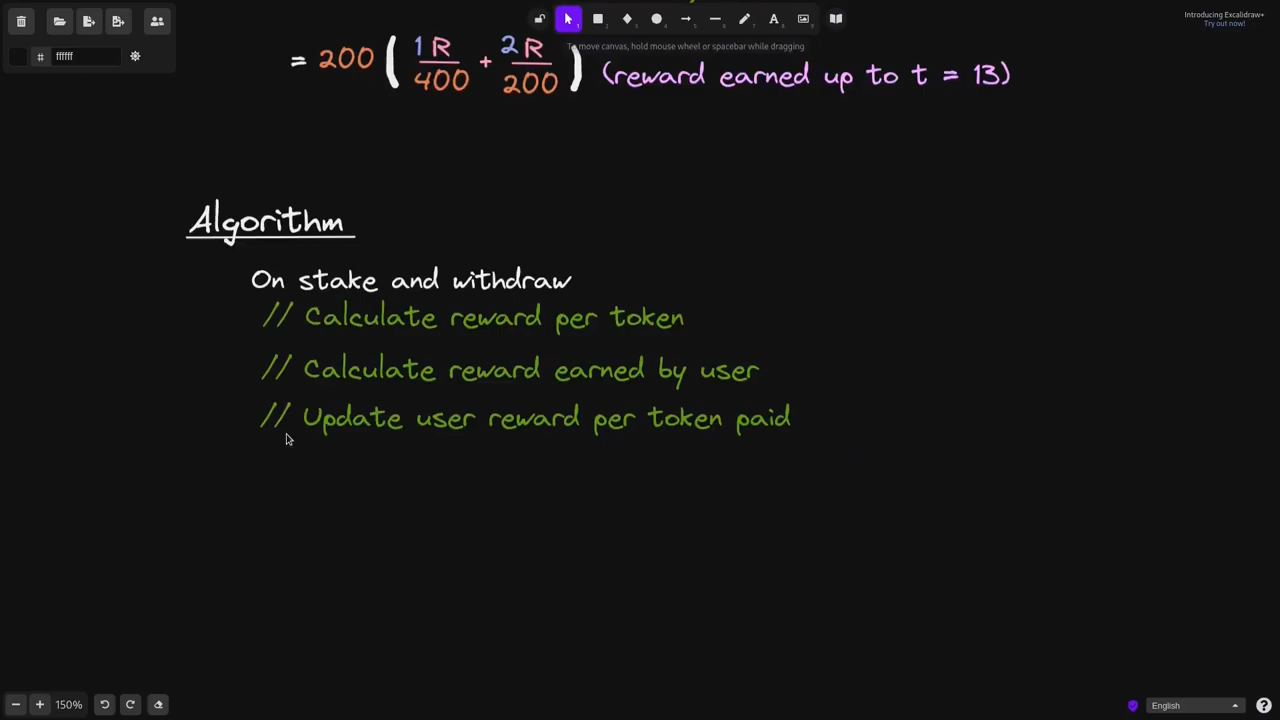 Introducing Excalidraw+
Try out now!
# ffffff
To move canvas, hold mouse wheel or spacebar while dragging
= 200 ( 1R/400 + 2R/200 ) (reward earned up to t = 13)
Algorithm
On stake and withdraw
// Calculate reward per token
// Calculate reward earned by user
// Update user reward per token paid
150%
English